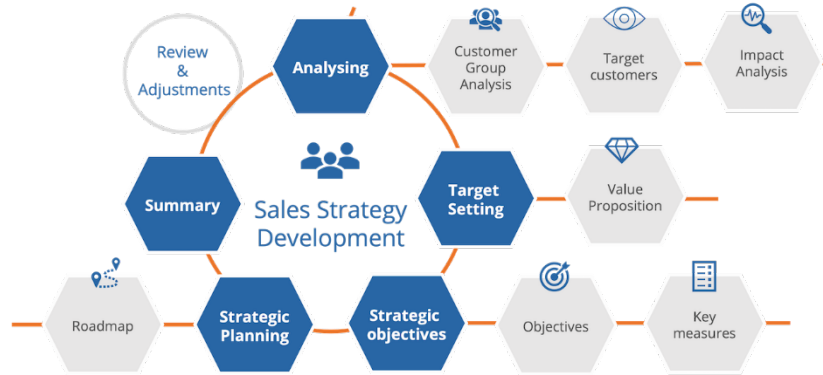 Review
&
Adjustments
Analysing
Customer
Group
Analysis
Target
customers
Impact
Analysis
Summary
Sales Strategy
Development
Target
Setting
Value
Proposition
Roadmap
Strategic
Planning
Strategic
objectives
Objectives
Key
measures